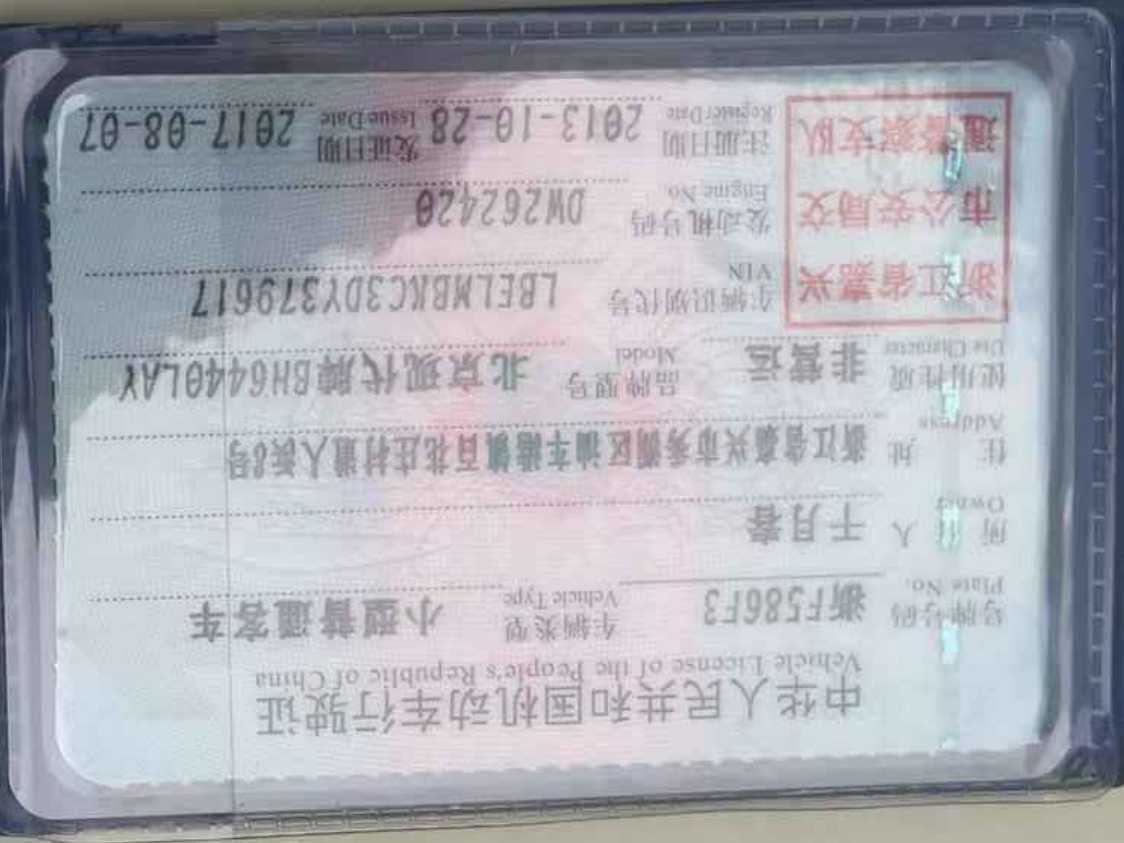 中华人民共和国机动车行驶证
Vehicle License of the People's Republic of China
号牌号码 浙F586F3 车辆类型 小型普通客车
Plate No. Vehicle Type
所有人 月春
Owner
住址 浙江省嘉兴市秀洲区油车港镇百花庄村道人浜8号
Address
使用性质 非营运 品牌型号 北京现代牌BH6440LAY
Use Character Model
浙江省嘉兴
市公安局交
通警察支队
车辆识别代号 LBELMBKC3DY379617
VIN
发动机号码 DW262420
Engine No.
注册日期 2013-10-28 发证日期 2017-08-07
Register Date Issue Date